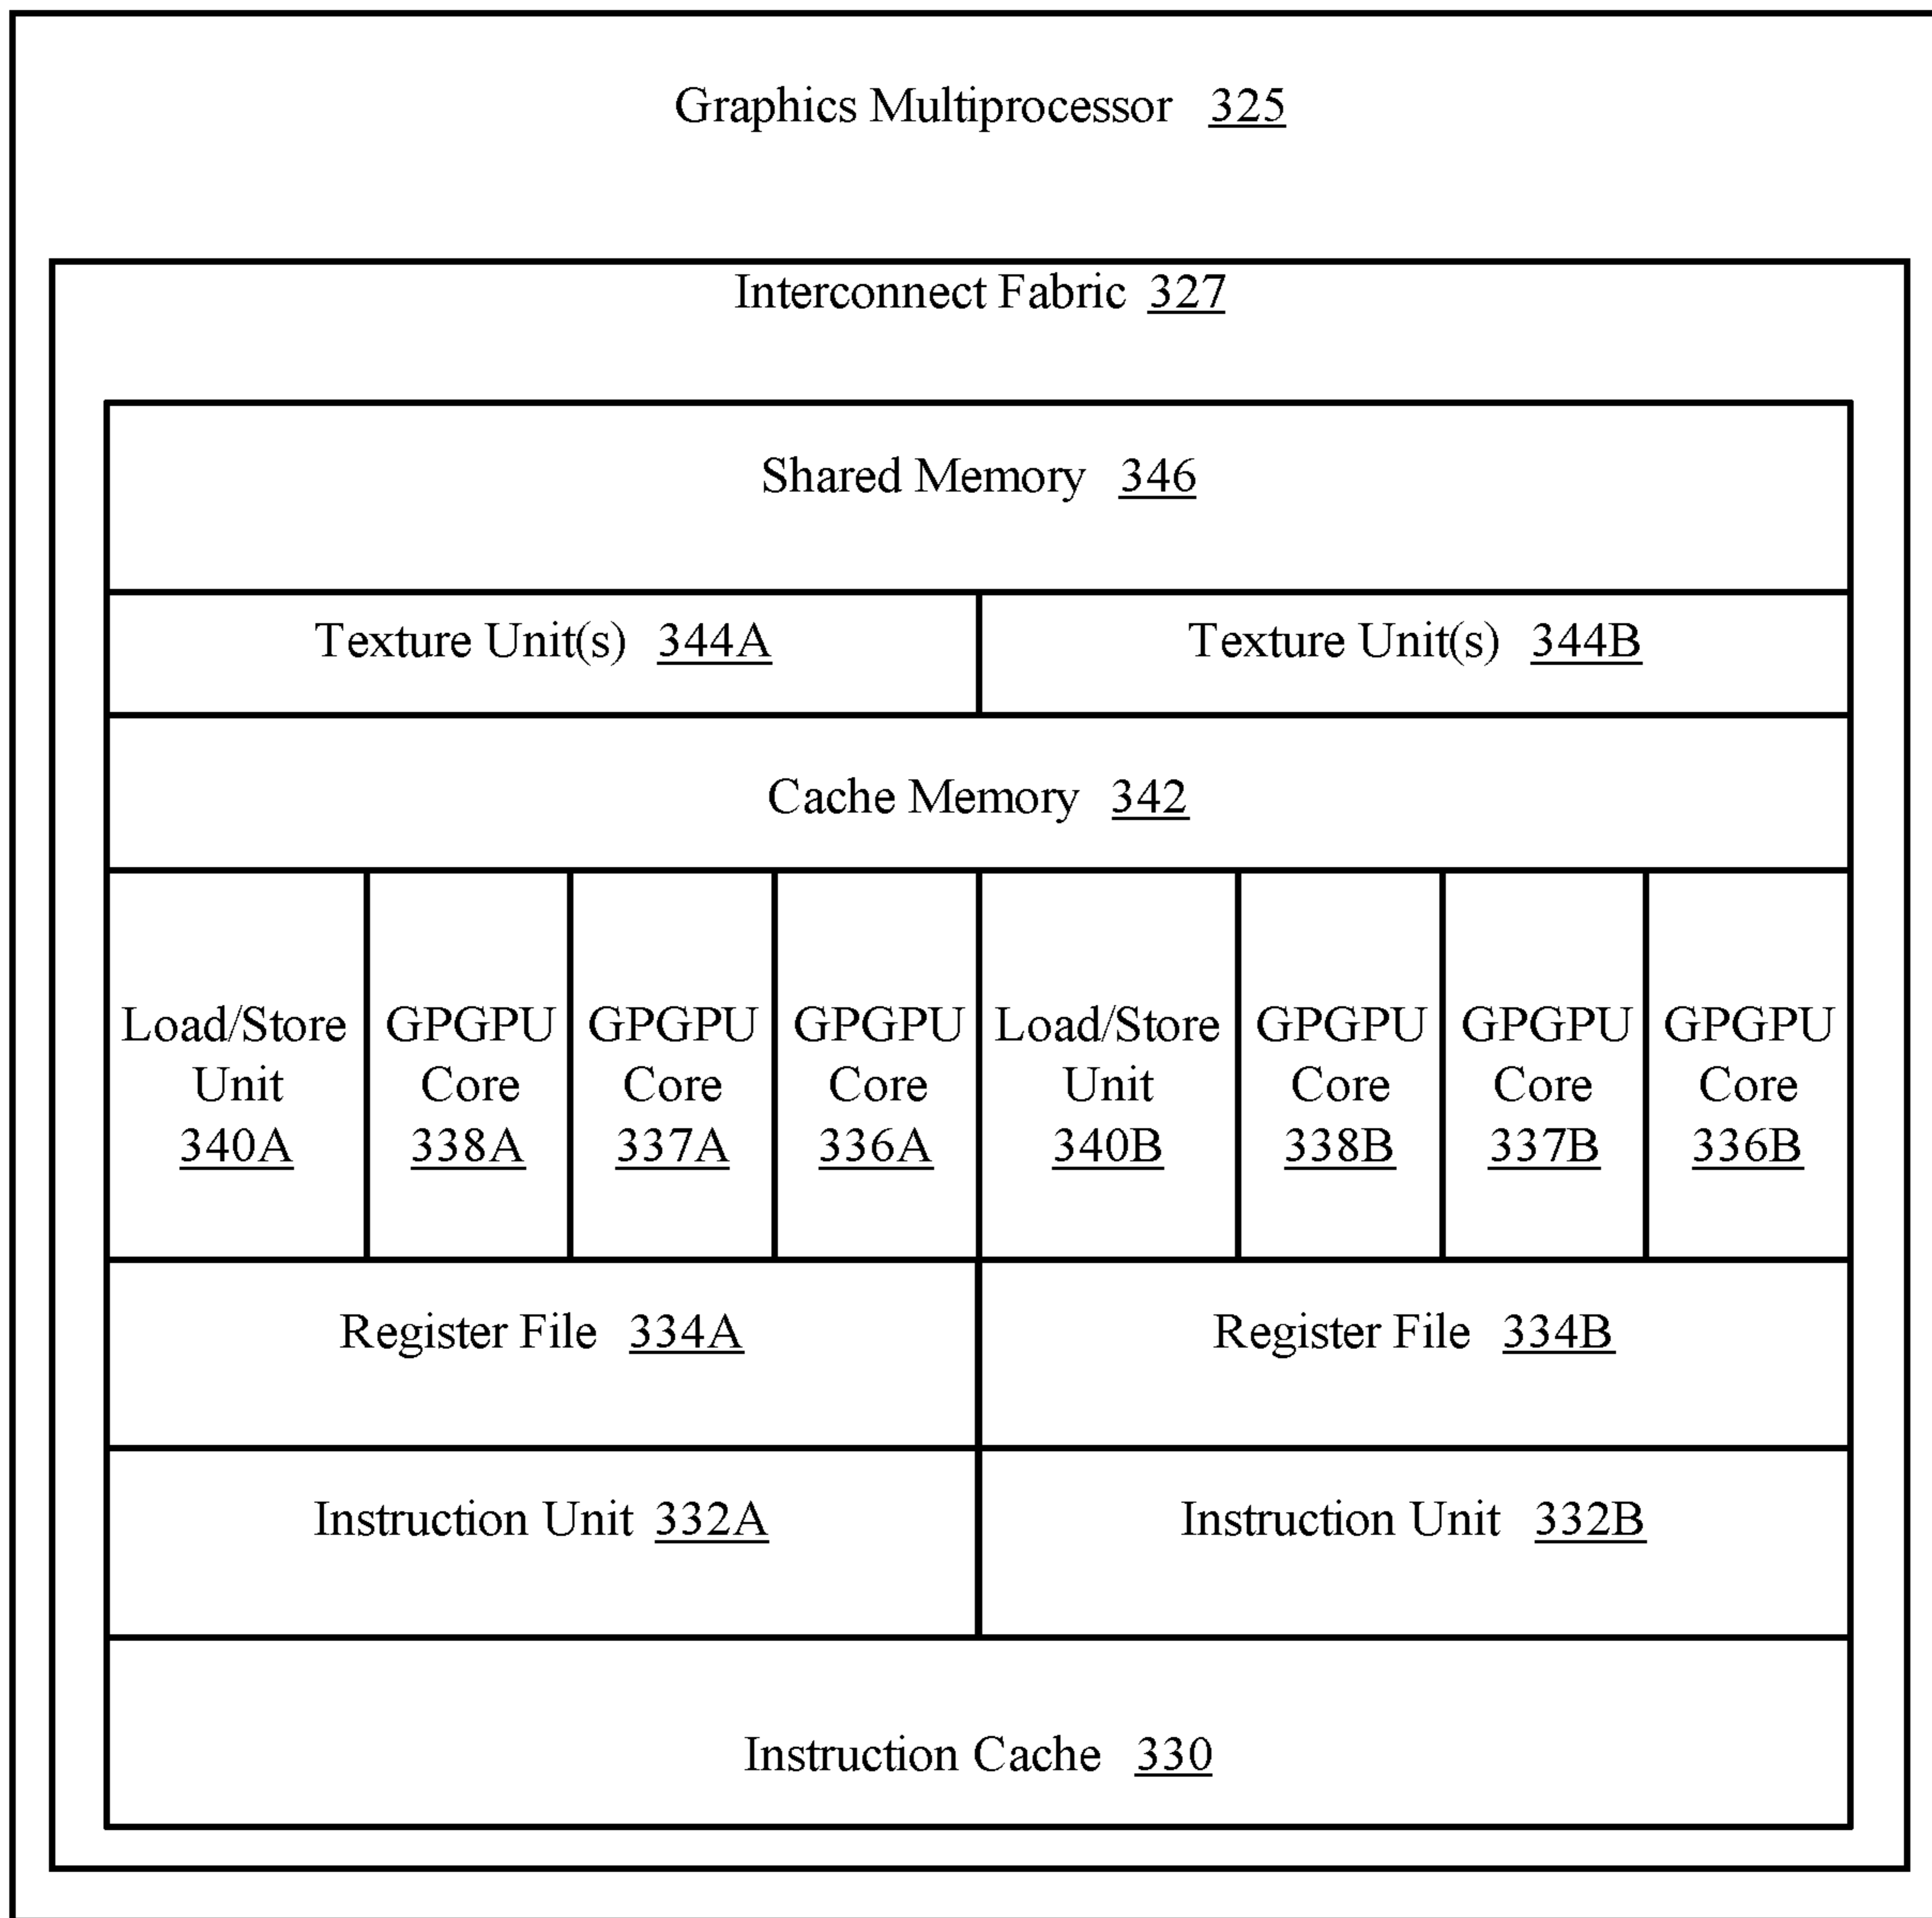 Graphics Multiprocessor 325
Interconnect Fabric 327
Shared Memory 346
Texture Unit(s) 344A
Texture Unit(s) 344B
Cache Memory 342
Load/Store
Unit
340A
GPGPU
Core
338A
GPGPU
Core
337A
GPGPU
Core
336A
Load/Store
Unit
340B
GPGPU
Core
338B
GPGPU
Core
337B
GPGPU
Core
336B
Register File 334A
Register File 334B
Instruction Unit 332A
Instruction Unit 332B
Instruction Cache 330